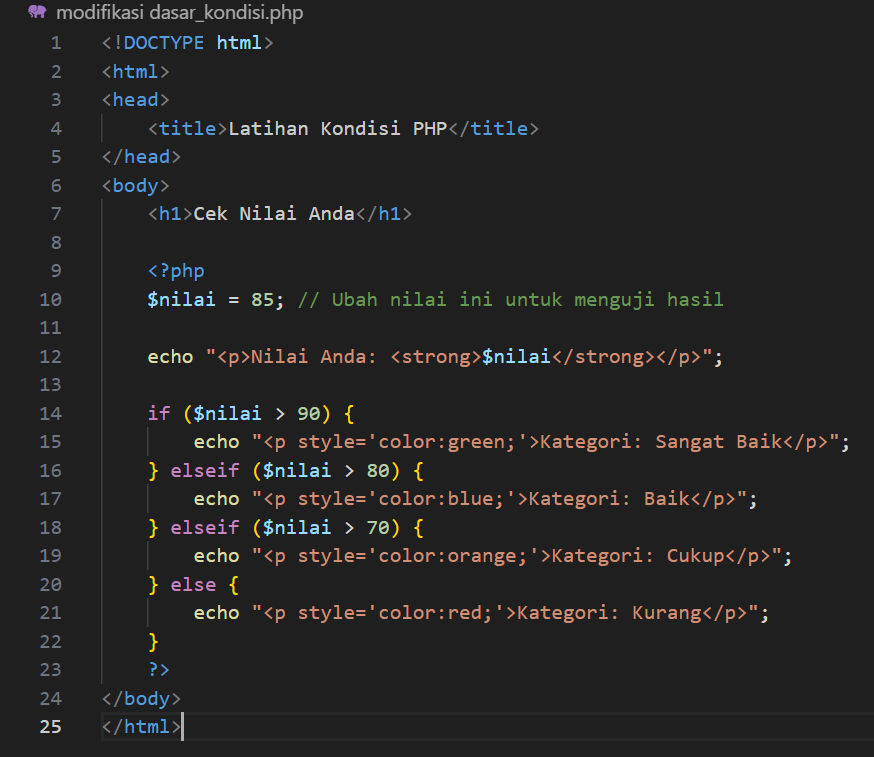 modifikasi dasar_kondisi.php
1 <!DOCTYPE html>
2 <html>
3 <head>
4     <title>Latihan Kondisi PHP</title>
5 </head>
6 <body>
7     <h1>Cek Nilai Anda</h1>
8
9     <?php
10     $nilai = 85; // Ubah nilai ini untuk menguji hasil
11
12     echo "<p>Nilai Anda: <strong>$nilai</strong></p>";
13
14     if ($nilai > 90) {
15         echo "<p style='color:green;'>Kategori: Sangat Baik</p>";
16     } elseif ($nilai > 80) {
17         echo "<p style='color:blue;'>Kategori: Baik</p>";
18     } elseif ($nilai > 70) {
19         echo "<p style='color:orange;'>Kategori: Cukup</p>";
20     } else {
21         echo "<p style='color:red;'>Kategori: Kurang</p>";
22     }
23     ?>
24 </body>
25 </html>